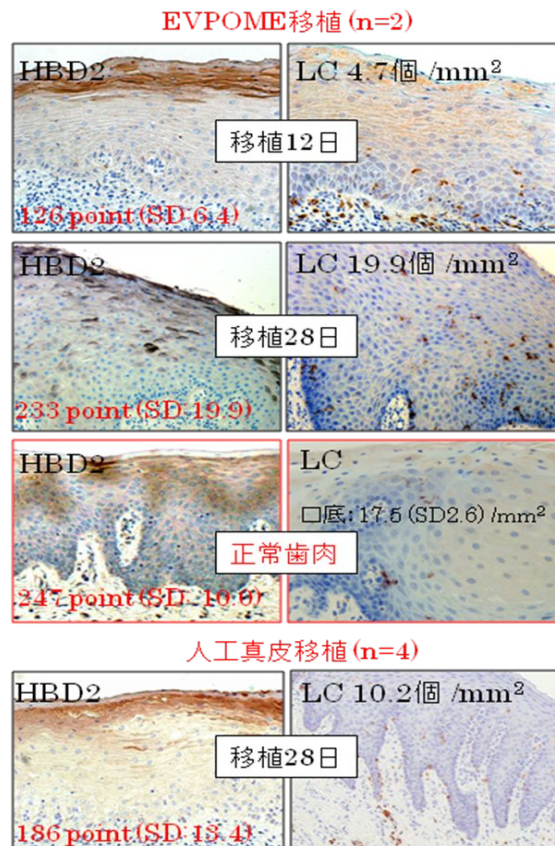 EVPOME移植 (n=2)
HBD2
LC 4.7個 /mm²
移植12日
126 point (SD 6.4)
HBD2
LC 19.9個 /mm²
移植28日
233 point (SD 19.9)
HBD2
LC
口底: 17.5 (SD2.6) /mm²
正常歯肉
247 point (SD 10.0)
人工真皮移植 (n=4)
HBD2
LC 10.2個 /mm²
移植28日
186 point (SD 13.4)